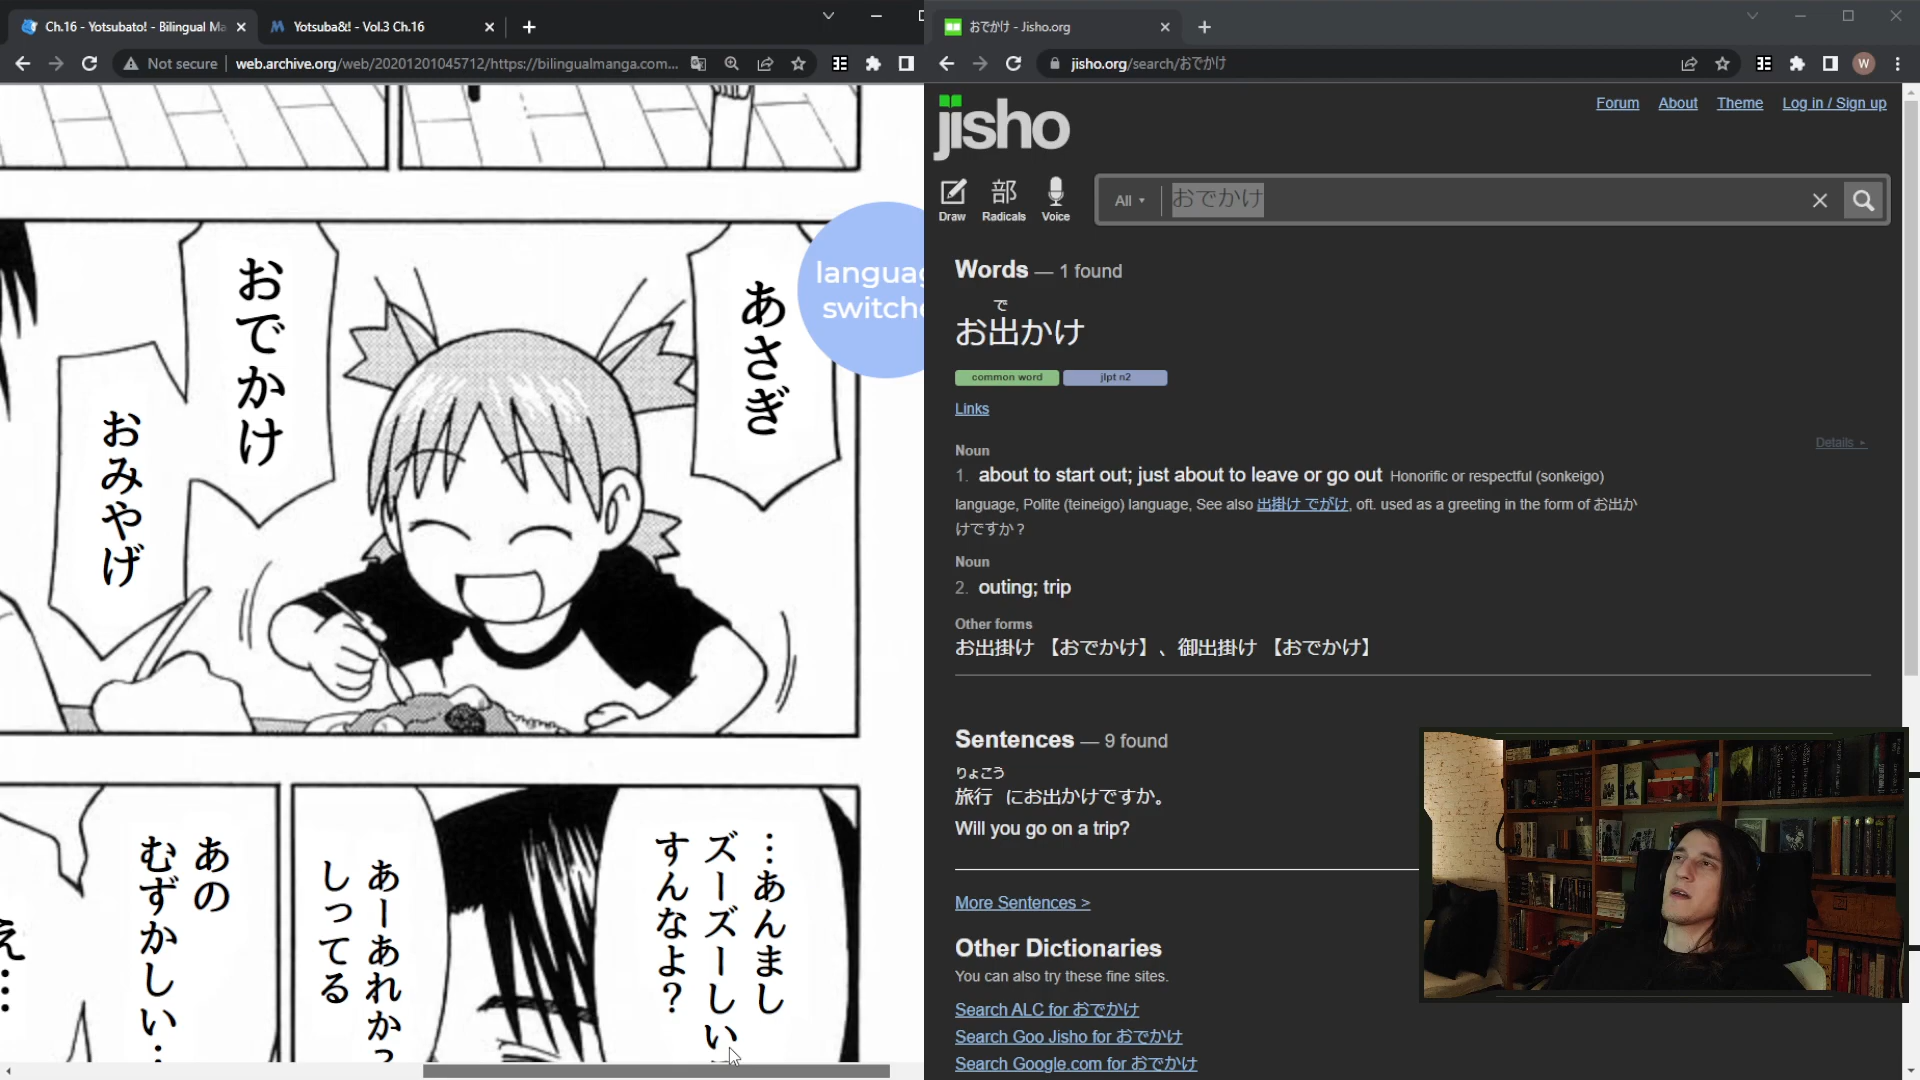 Ch.16 - Yotsubato! - Bilingual Ma
Yotsuba&! - Vol.3 Ch.16
Not secure
web.archive.org/web/20201201045712/https://bilingualmanga.com...
あさぎ
おでかけ
おみやげ
…あんまし
ズーズーしい
すんなよ?
あーあれか?
しってる
あの
むずかしい…
え…
languag
switche
おでかけ - Jisho.org
jisho.org/search/おでかけ
W
Forum
About
Theme
Log in / Sign up
jisho
部
Draw
Radicals
Voice
All
おでかけ
Words — 1 found
で
お出かけ
common word
jlpt n2
Links
Details
Noun
1. about to start out; just about to leave or go out Honorific or respectful (sonkeigo)
language, Polite (teineigo) language, See also 出掛け でがけ, oft. used as a greeting in the form of お出か
けですか?
Noun
2. outing; trip
Other forms
お出掛け 【おでかけ】、御出掛け 【おでかけ】
Sentences — 9 found
りょこう
旅行 にお出かけですか。
Will you go on a trip?
More Sentences >
Other Dictionaries
You can also try these fine sites.
Search ALC for おでかけ
Search Goo Jisho for おでかけ
Search Google.com for おでかけ